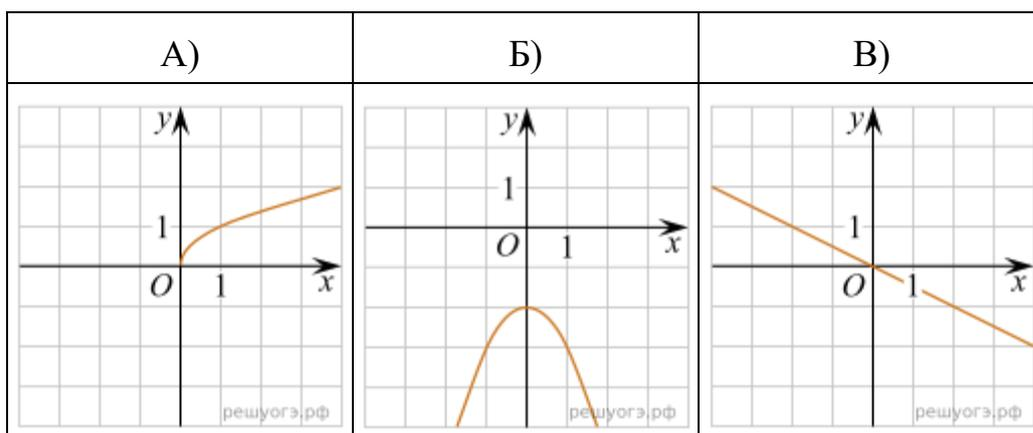 А) Б) В)
y y y
1 1 1
O 1 x O 1 x O 1 x
решуогэ.рф решуогэ.рф решуогэ.рф